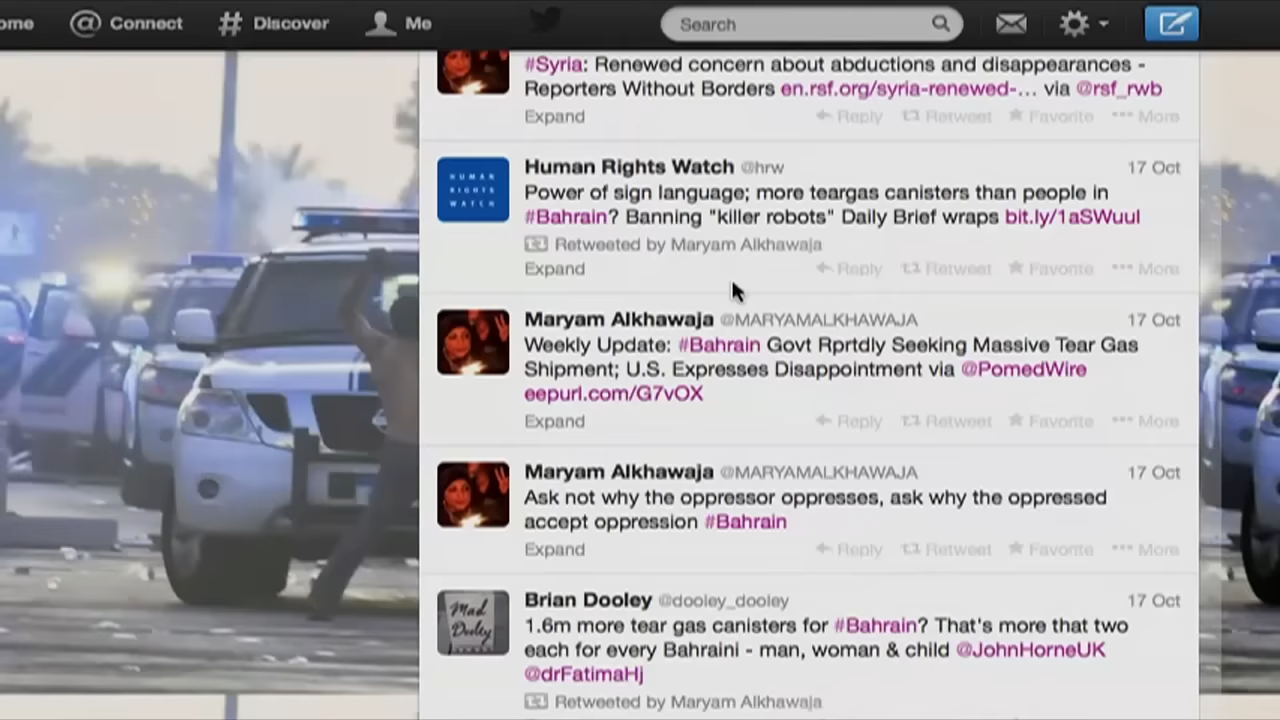 ome
Connect
# Discover
Me
Search
#Syria: Renewed concern about abductions and disappearances -
Reporters Without Borders en.rsf.org/syria-renewed-... via @rsf_rwb
Expand
Reply
Retweet
Favorite
More
Human Rights Watch @hrw
17 Oct
HUMAN
RIGHTS
WATCH
Power of sign language; more teargas canisters than people in
#Bahrain? Banning "killer robots" Daily Brief wraps bit.ly/1aSWuuI
Retweeted by Maryam Alkhawaja
Expand
Reply
Retweet
Favorite
More
Maryam Alkhawaja @MARYAMALKHAWAJA
17 Oct
Weekly Update: #Bahrain Govt Rprtdly Seeking Massive Tear Gas
Shipment; U.S. Expresses Disappointment via @PomedWire
eepurl.com/G7vOX
Expand
Reply
Retweet
Favorite
More
Maryam Alkhawaja @MARYAMALKHAWAJA
17 Oct
Ask not why the oppressor oppresses, ask why the oppressed
accept oppression #Bahrain
Expand
Reply
Retweet
Favorite
More
Brian Dooley @dooley_dooley
17 Oct
Mad
Dooley
1.6m more tear gas canisters for #Bahrain? That's more that two
each for every Bahraini - man, woman & child @JohnHorneUK
@drFatimaHj
Retweeted by Maryam Alkhawaja